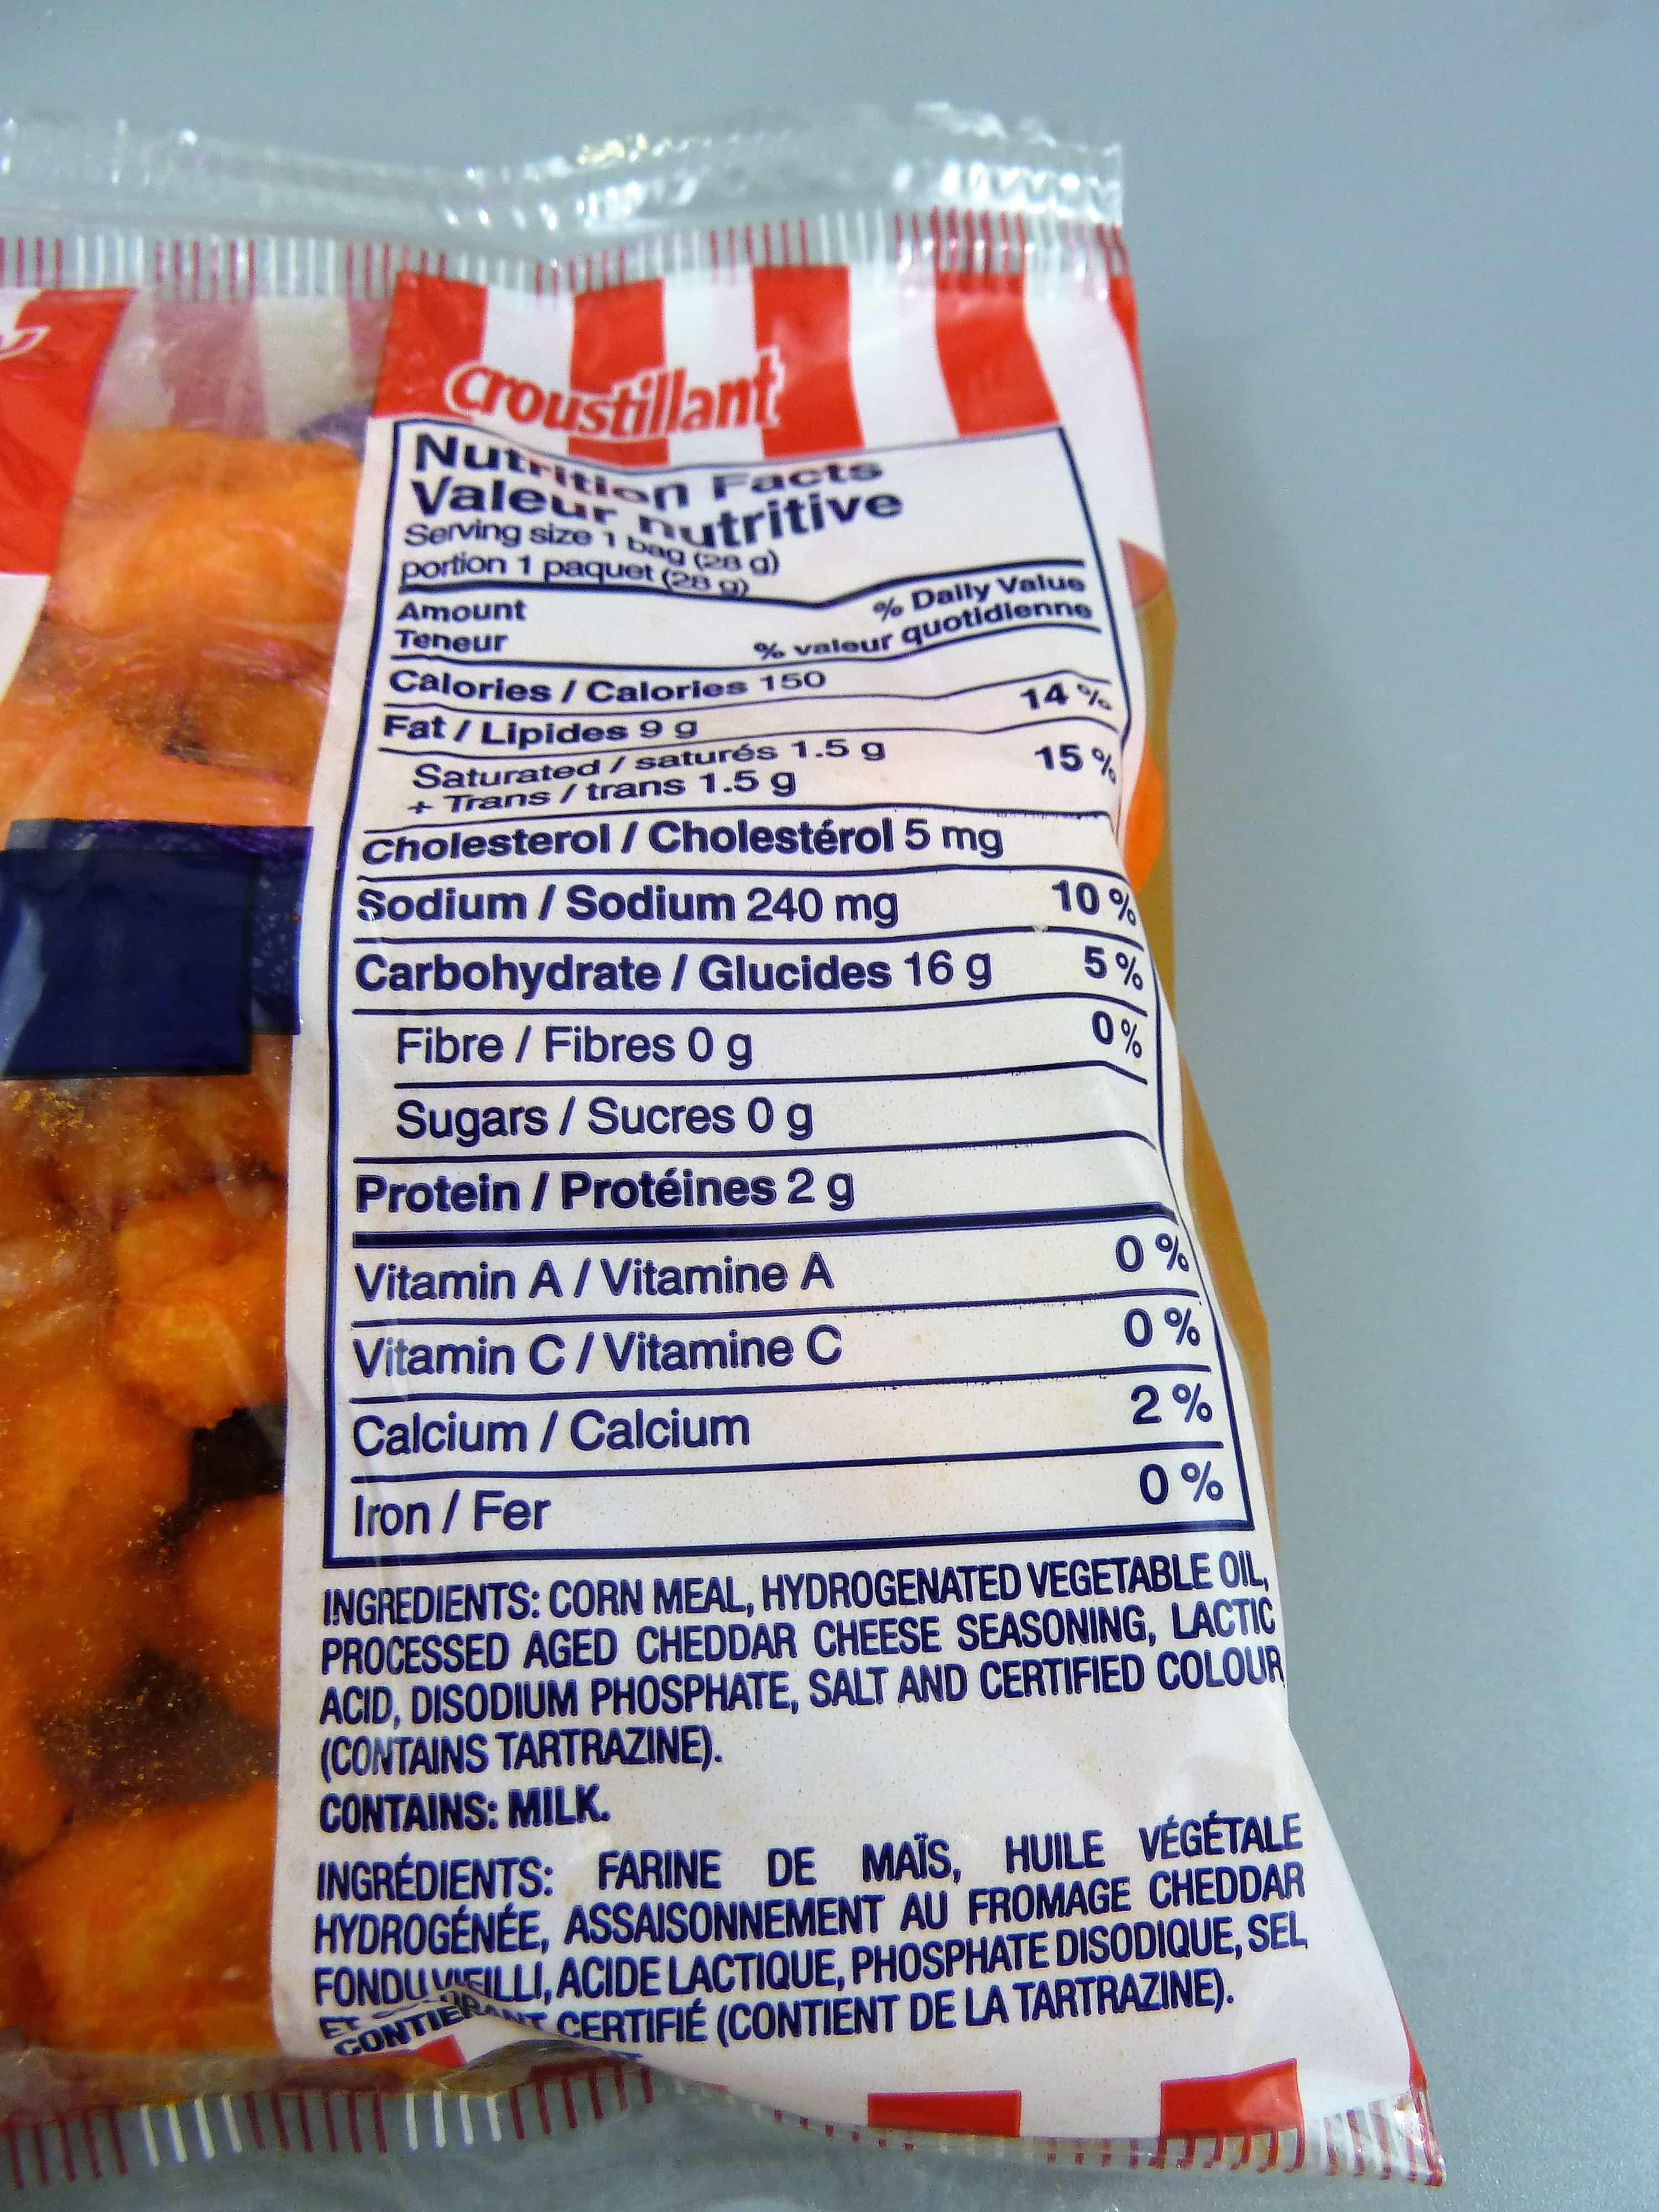 croustillant
Nutrition Facts
Valeur nutritive
Serving size 1 bag (28 g)
portion 1 paquet (28 g)
Amount
% Daily Value
Teneur
% valeur quotidienne
Calories / Calories 150
Fat / Lipides 9 g 14 %
Saturated / saturés 1.5 g 15 %
+ Trans / trans 1.5 g
Cholesterol / Cholestérol 5 mg
Sodium / Sodium 240 mg 10 %
Carbohydrate / Glucides 16 g 5 %
Fibre / Fibres 0 g 0 %
Sugars / Sucres 0 g
Protein / Protéines 2 g
Vitamin A / Vitamine A 0 %
Vitamin C / Vitamine C 0 %
Calcium / Calcium 2 %
Iron / Fer 0 %
INGREDIENTS: CORN MEAL, HYDROGENATED VEGETABLE OIL,
PROCESSED AGED CHEDDAR CHEESE SEASONING, LACTIC
ACID, DISODIUM PHOSPHATE, SALT AND CERTIFIED COLOUR
(CONTAINS TARTRAZINE).
CONTAINS: MILK.
INGRÉDIENTS: FARINE DE MAÏS, HUILE VÉGÉTALE
HYDROGÉNÉE, ASSAISONNEMENT AU FROMAGE CHEDDAR
FONDU VIEILLI, ACIDE LACTIQUE, PHOSPHATE DISODIQUE, SEL
ET CERTIFIÉ (CONTIENT DE LA TARTRAZINE).